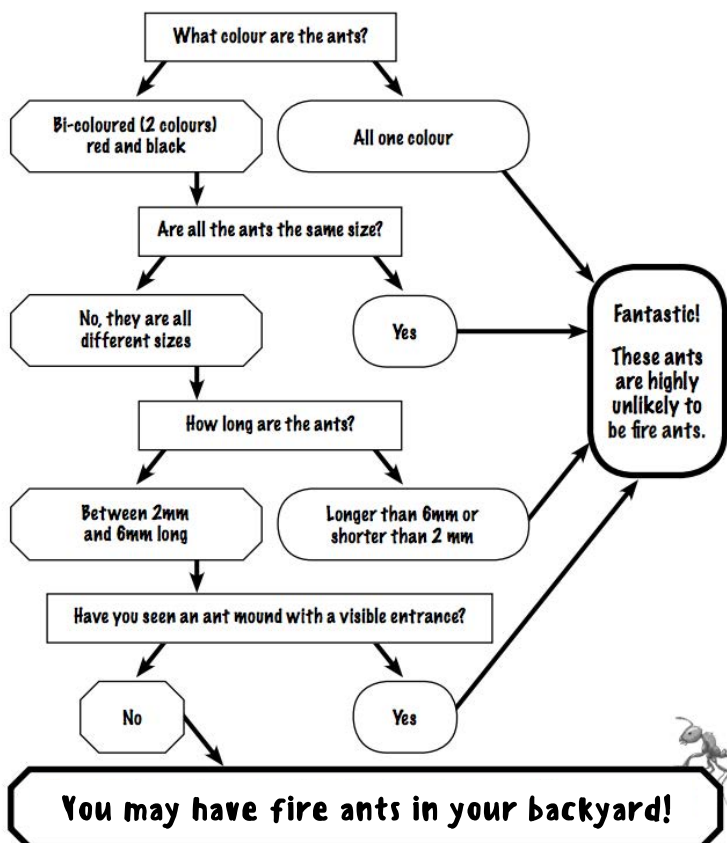 What colour are the ants?
Bi-coloured (2 colours)
red and black
All one colour
Are all the ants the same size?
No, they are all
different sizes
Yes
Fantastic!
These ants
are highly
unlikely to
be fire ants.
How long are the ants?
Between 2mm
and 6mm long
Longer than 6mm or
shorter than 2 mm
Have you seen an ant mound with a visible entrance?
No
Yes
You may have fire ants in your backyard!